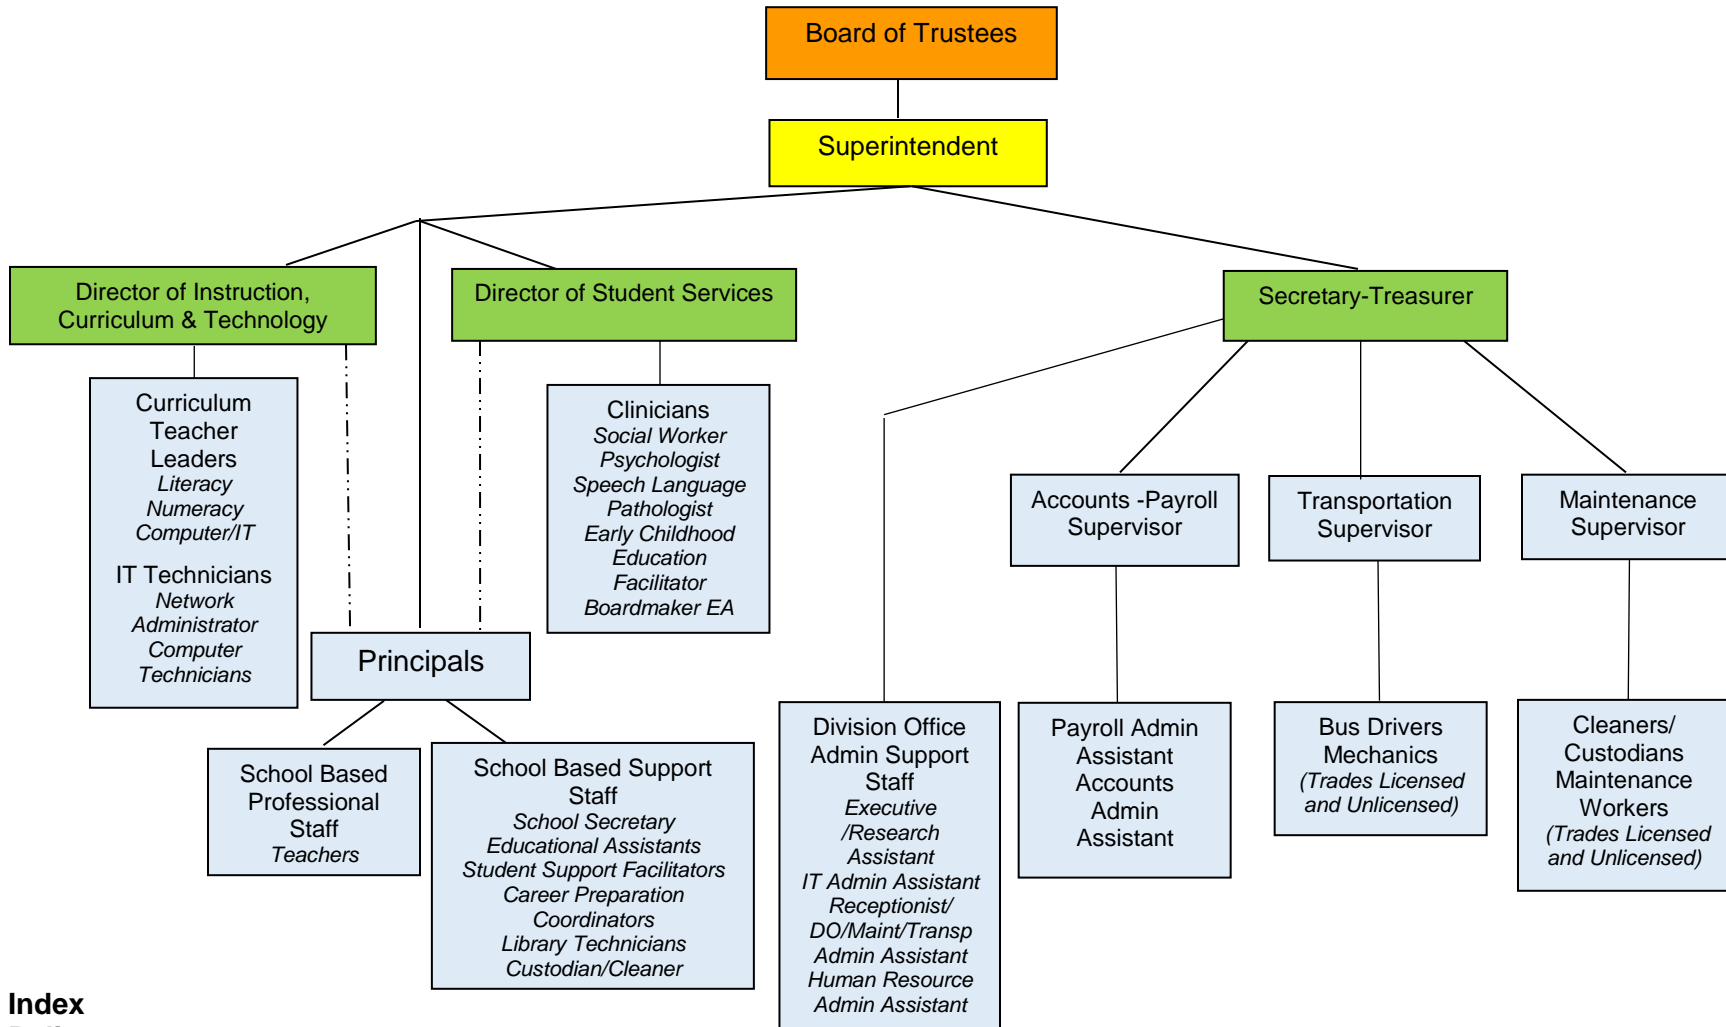 Board of Trustees
Superintendent
Director of Instruction,
Curriculum & Technology
Director of Student Services
Secretary-Treasurer
Curriculum
Teacher
Leaders
Literacy
Numeracy
Computer/IT
IT Technicians
Network
Administrator
Computer
Technicians
Clinicians
Social Worker
Psychologist
Speech Language
Pathologist
Early Childhood
Education
Facilitator
Boardmaker EA
Accounts -Payroll
Supervisor
Transportation
Supervisor
Maintenance
Supervisor
Principals
School Based
Professional
Staff
Teachers
School Based Support
Staff
School Secretary
Educational Assistants
Student Support Facilitators
Career Preparation
Coordinators
Library Technicians
Custodian/Cleaner
Division Office
Admin Support
Staff
Executive
/Research
Assistant
IT Admin Assistant
Receptionist/
DO/Maint/Transp
Admin Assistant
Human Resource
Admin Assistant
Payroll Admin
Assistant
Accounts
Admin
Assistant
Bus Drivers
Mechanics
(Trades Licensed
and Unlicensed)
Cleaners/
Custodians
Maintenance
Workers
(Trades Licensed
and Unlicensed)
Index